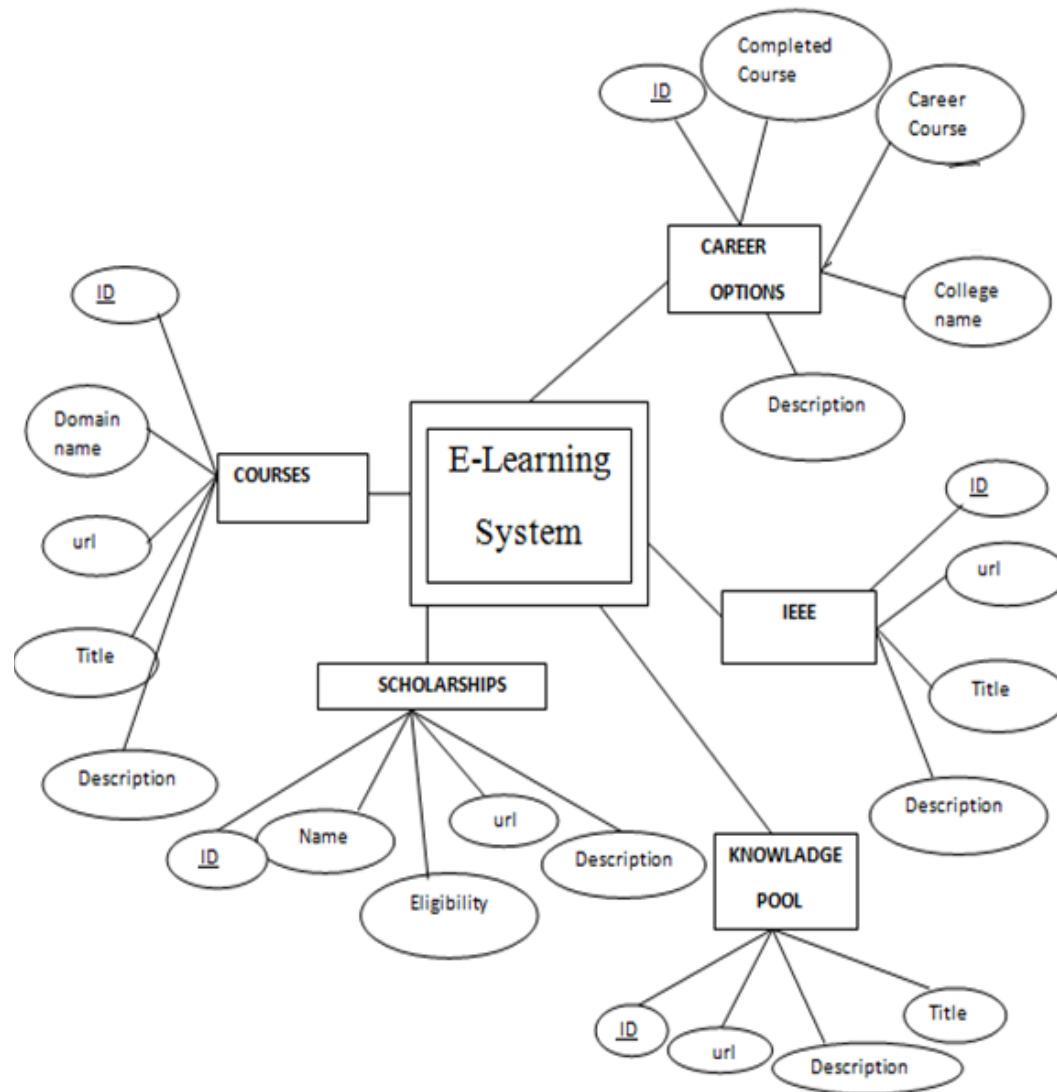 Completed
Course
ID
Career
Course
CAREER
OPTIONS
College
name
Description
ID
Domain
name
url
Title
Description
COURSES
E-Learning
System
ID
url
IEEE
Title
Description
SCHOLARSHIPS
ID
Name
Eligibility
url
Description
KNOWLADGE
POOL
ID
url
Description
Title